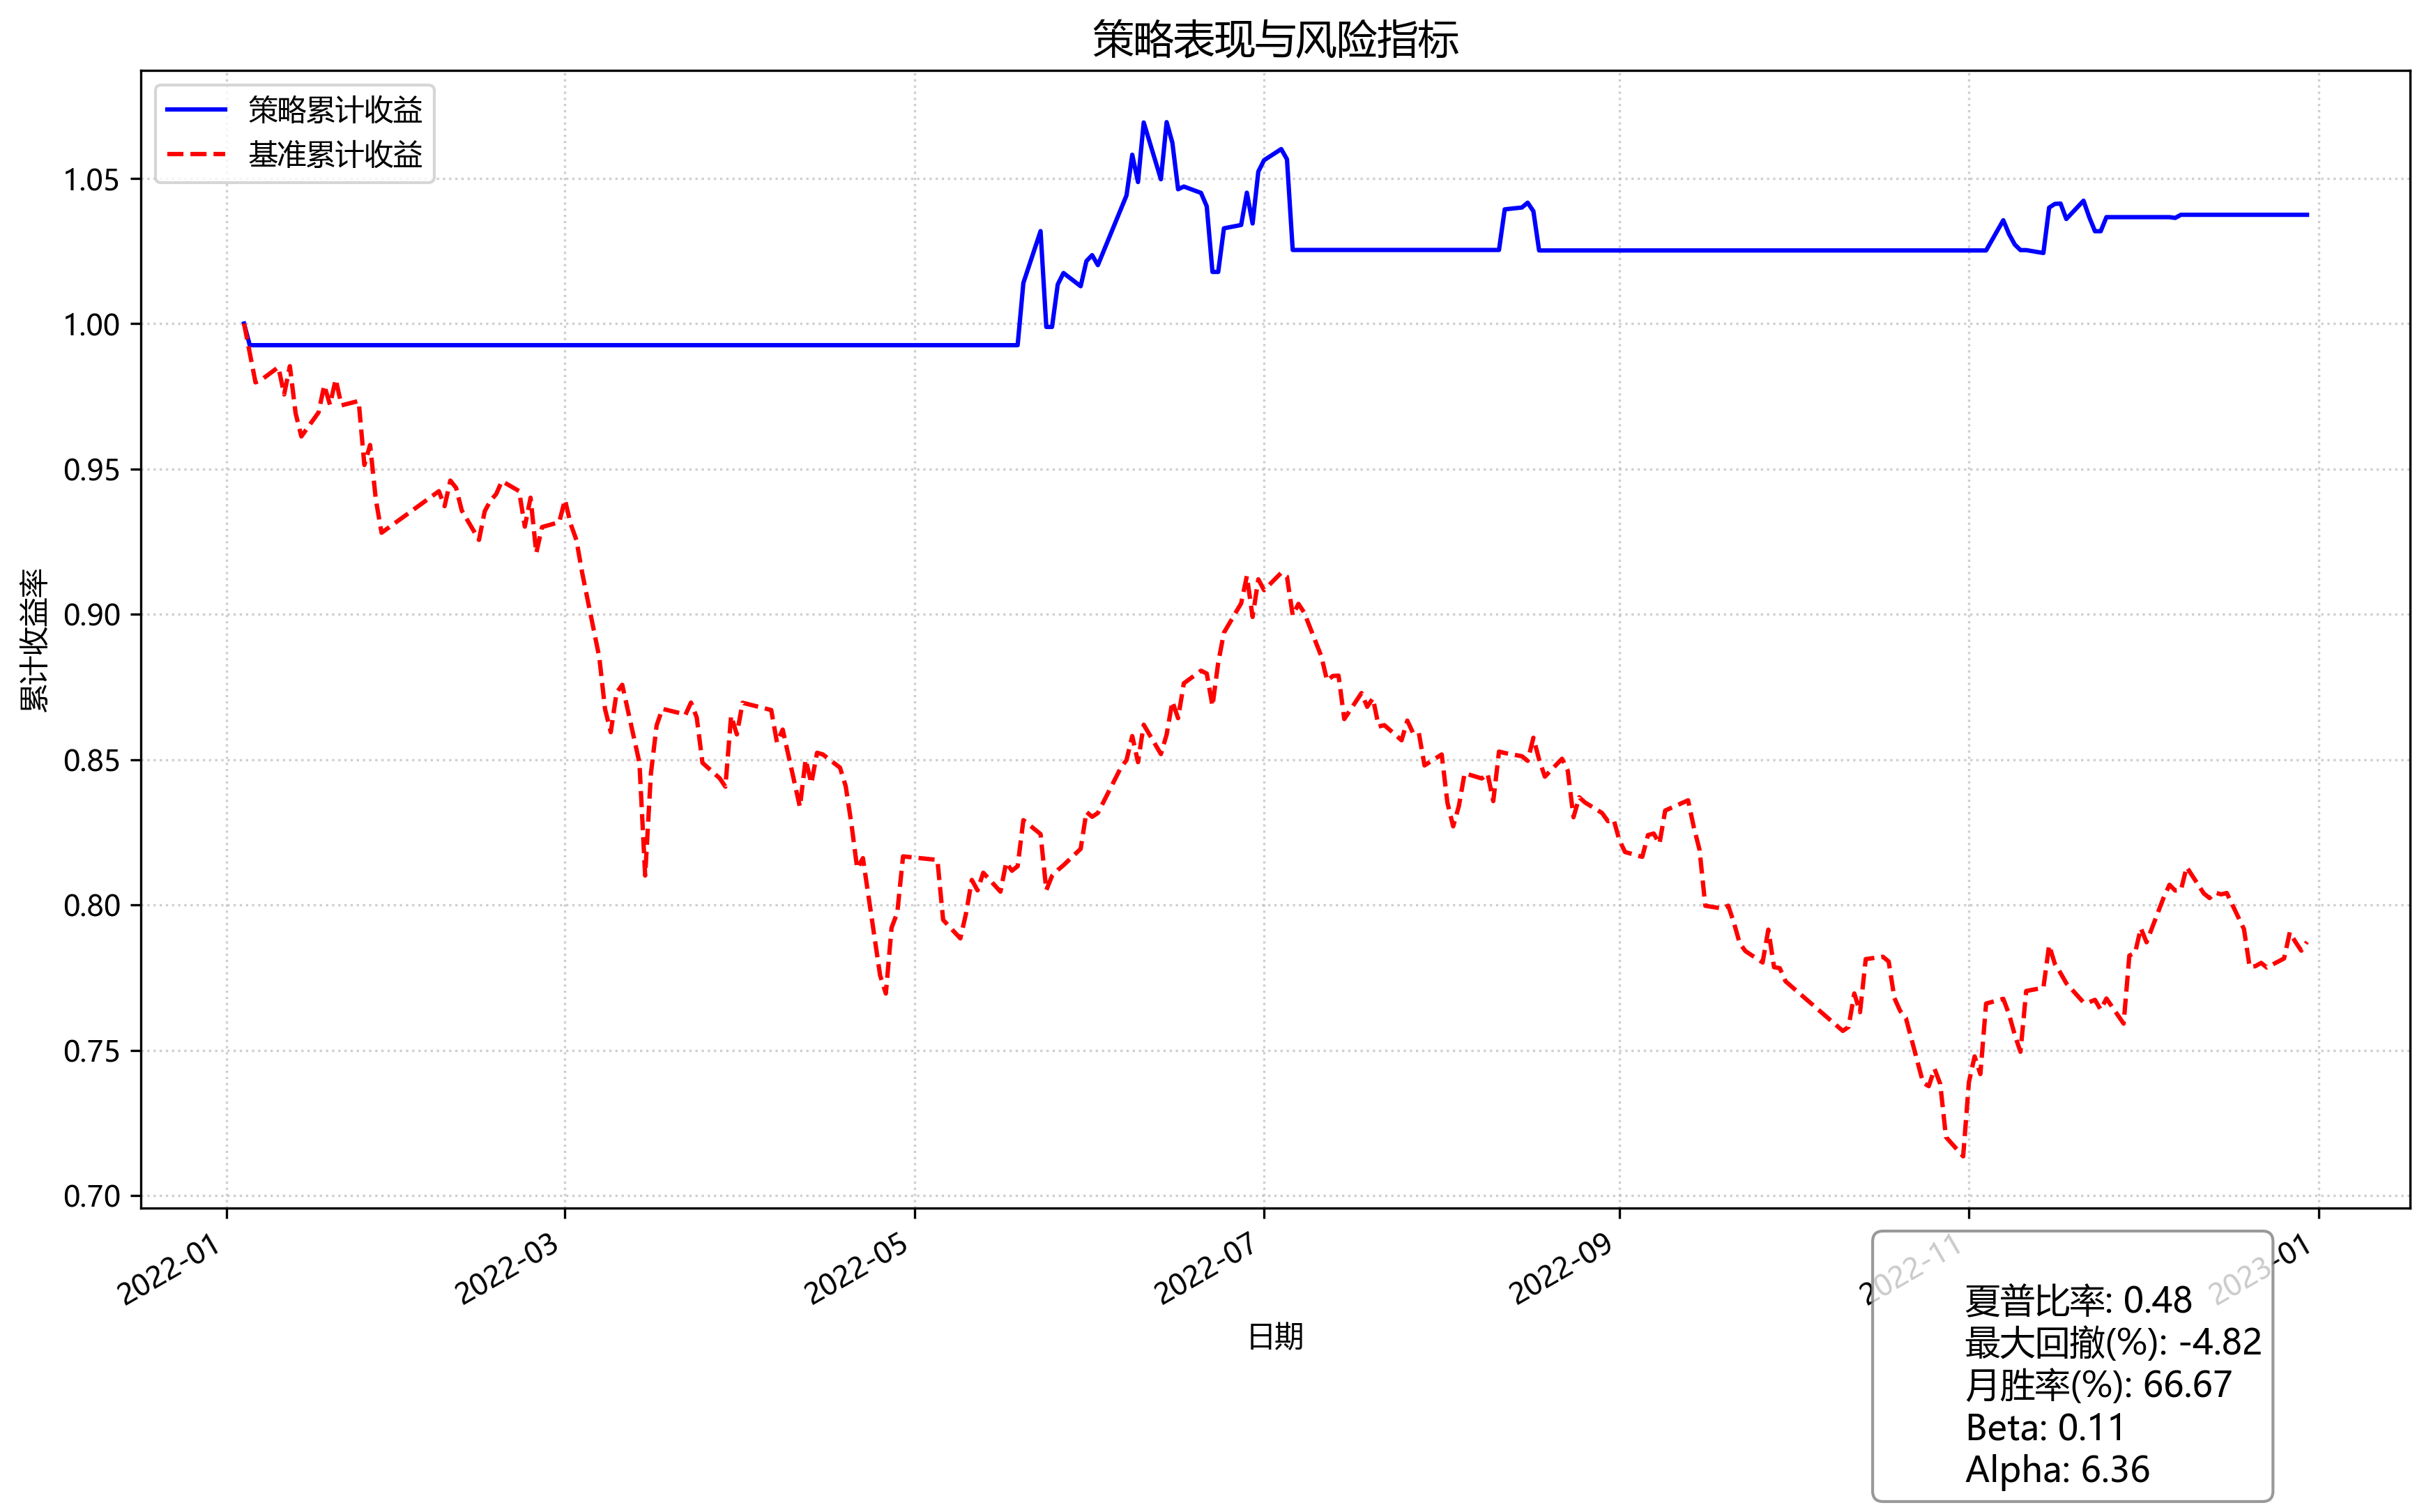 策略表现与风险指标
策略累计收益
基准累计收益
累计收益率
1.05
1.00
0.95
0.90
0.85
0.80
0.75
0.70
2022-01
2022-03
2022-05
2022-07
2022-09
2022-11
2023-01
日期
夏普比率: 0.48
最大回撤(%): -4.82
月胜率(%): 66.67
Beta: 0.11
Alpha: 6.36